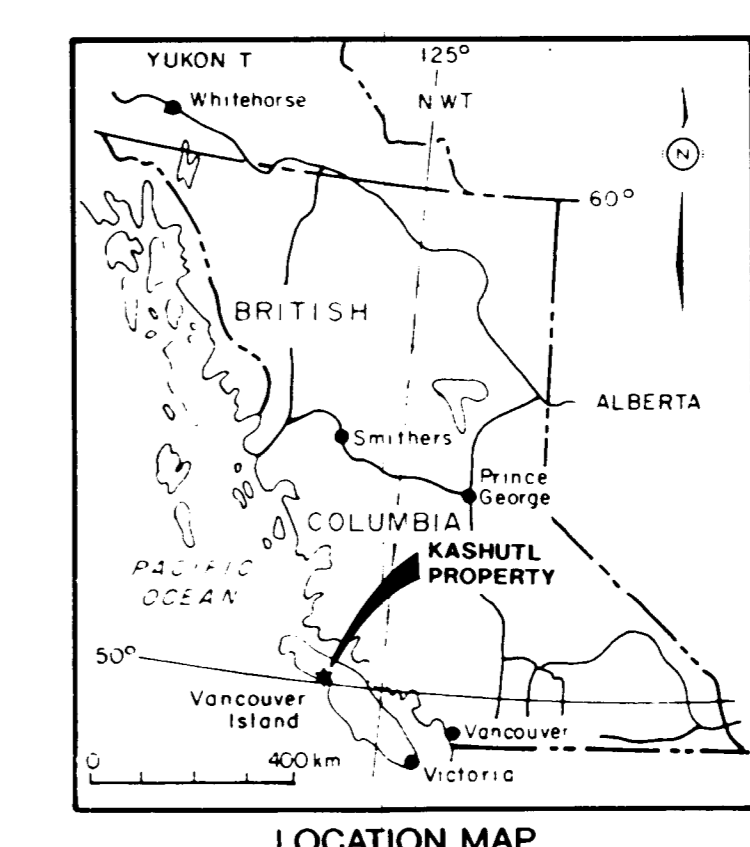 YUKON T
125°
Whitehorse
N W T
N
60°
BRITISH
ALBERTA
Smithers
Prince
George
COLUMBIA
KASHUTL
PROPERTY
PACIFIC
OCEAN
50°
Vancouver
Island
Vancouver
0 400 km
Victoria
LOCATION MAP